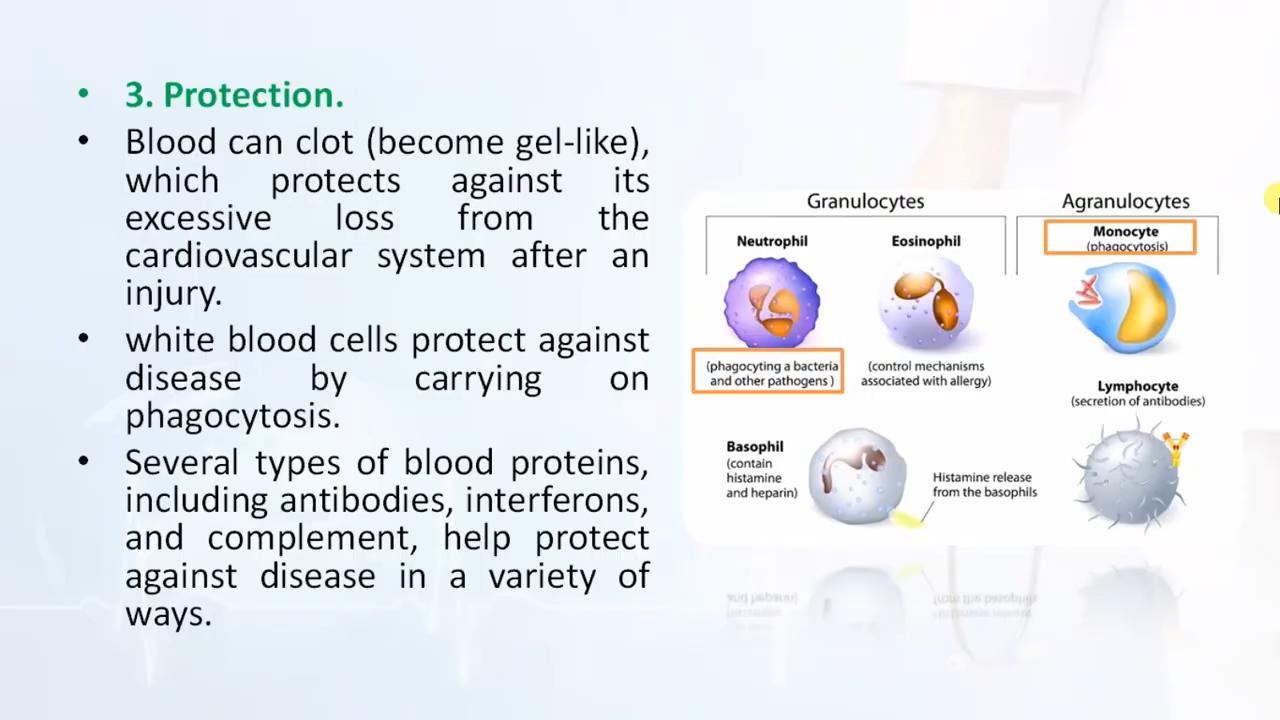 3. Protection.
Blood can clot (become gel-like),
which protects against its
excessive loss from the
cardiovascular system after an
injury.
white blood cells protect against
disease by carrying on
phagocytosis.
Several types of blood proteins,
including antibodies, interferons,
and complement, help protect
against disease in a variety of
ways.
Granulocytes
Agranulocytes
Neutrophil
(phagocyting a bacteria
and other pathogens )
Eosinophil
(control mechanisms
associated with allergy)
Monocyte
(phagocytosis)
Basophil
(contain
histamine
and heparin)
Histamine release
from the basophils
Lymphocyte
(secretion of antibodies)